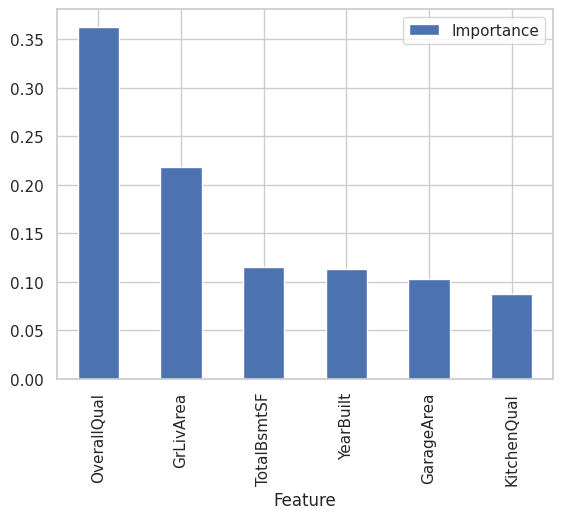 Importance
0.35
0.30
0.25
0.20
0.15
0.10
0.05
0.00
OverallQual
GrLivArea
TotalBsmtSF
YearBuilt
GarageArea
KitchenQual
Feature